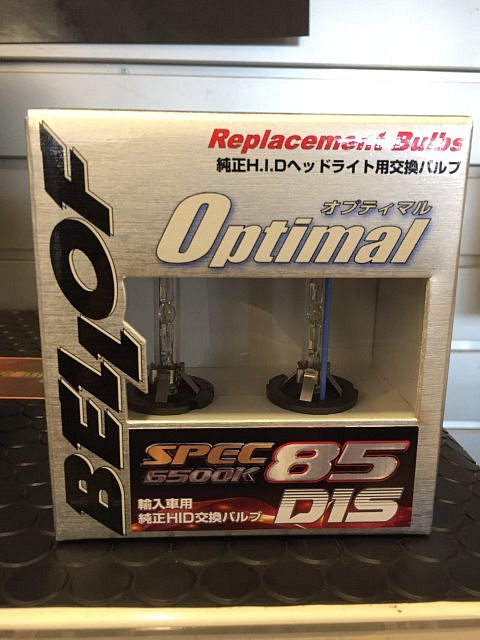 BELLOF
Replacement Bulbs
純正H.I.Dヘッドライト用交換バルブ
オプティマル
Optimal
SPEC 85
6500K
輸入車用
純正HID交換バルブ
D1S